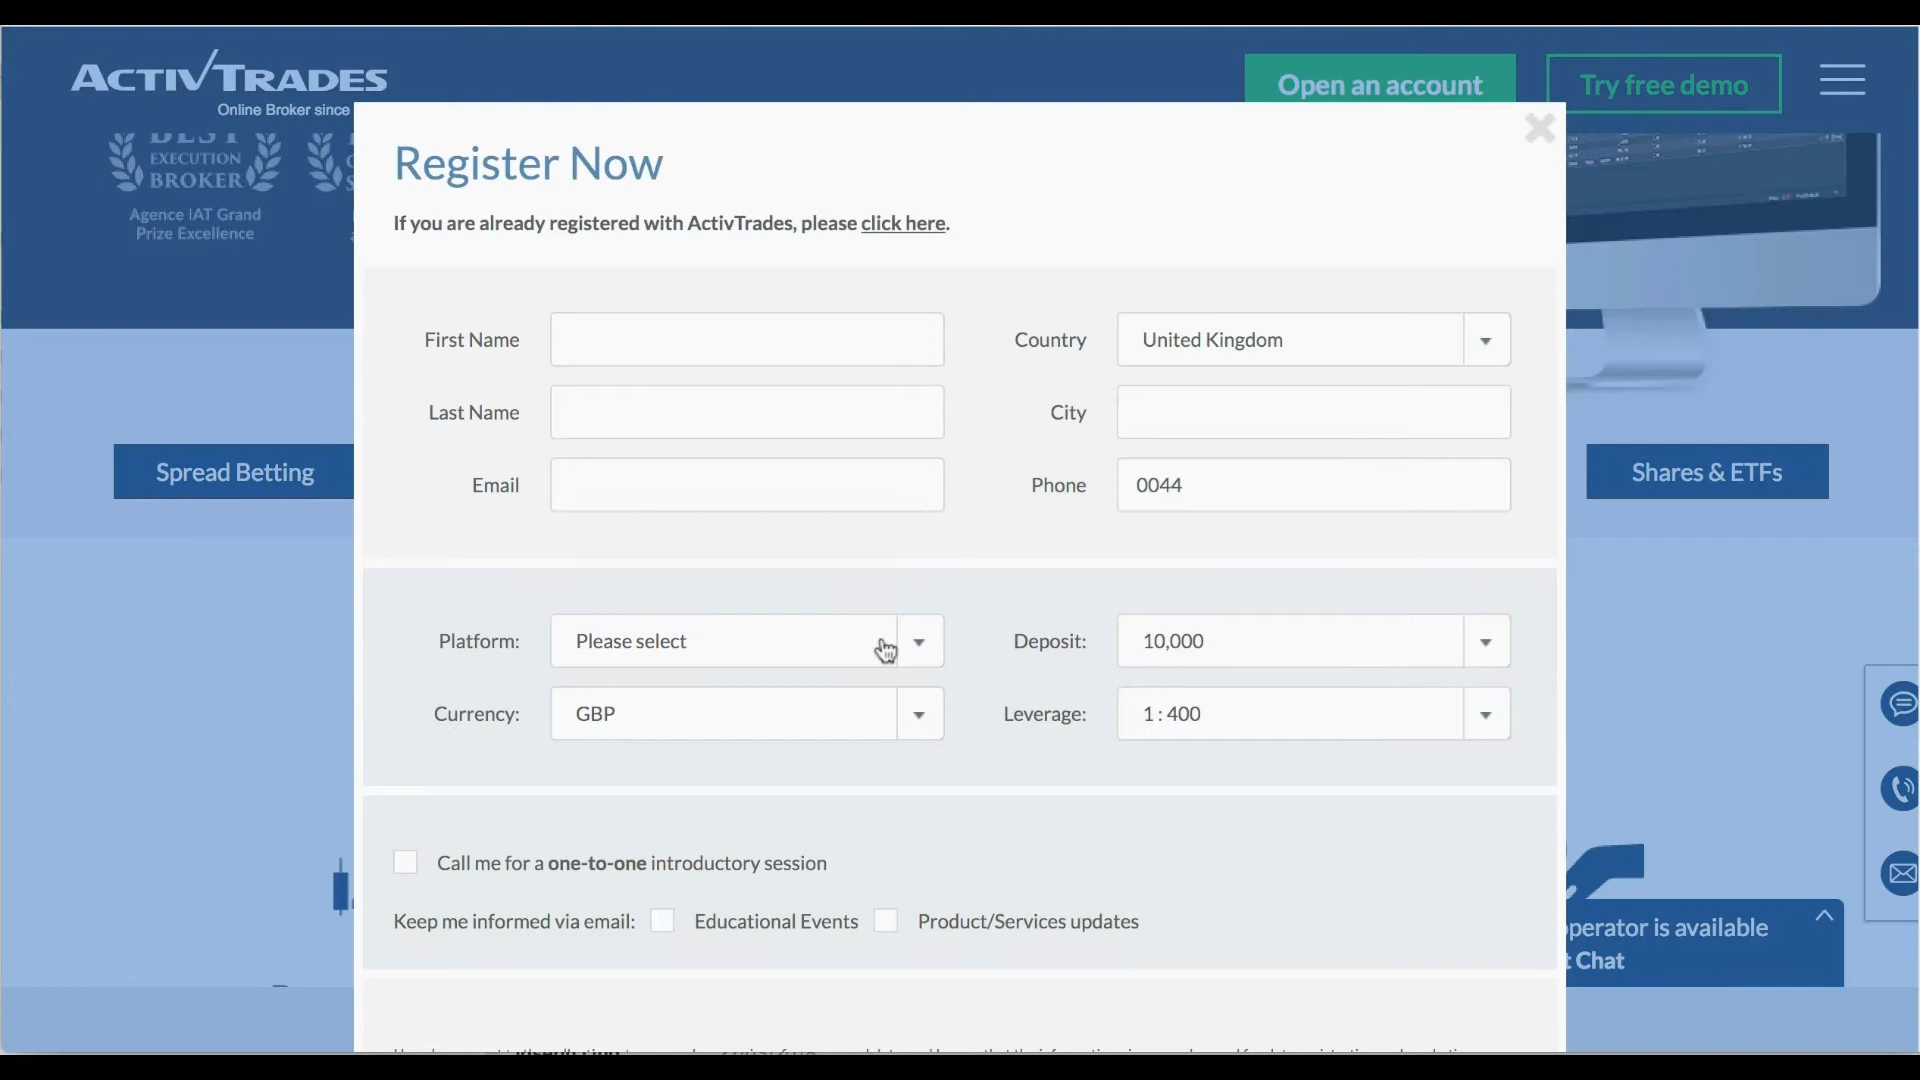 ACTIVTRADES
Online Broker since
Open an account
Try free demo
BEST
EXECUTION
BROKER
Agence IAT Grand
Prize Excellence
Register Now
If you are already registered with ActivTrades, please click here.
First Name
Country
United Kingdom
Last Name
City
Email
Phone
0044
Spread Betting
Shares & ETFs
Platform:
Please select
Deposit:
10,000
Currency:
GBP
Leverage:
1 : 400
Call me for a one-to-one introductory session
Keep me informed via email:
Educational Events
Product/Services updates
operator is available
Chat